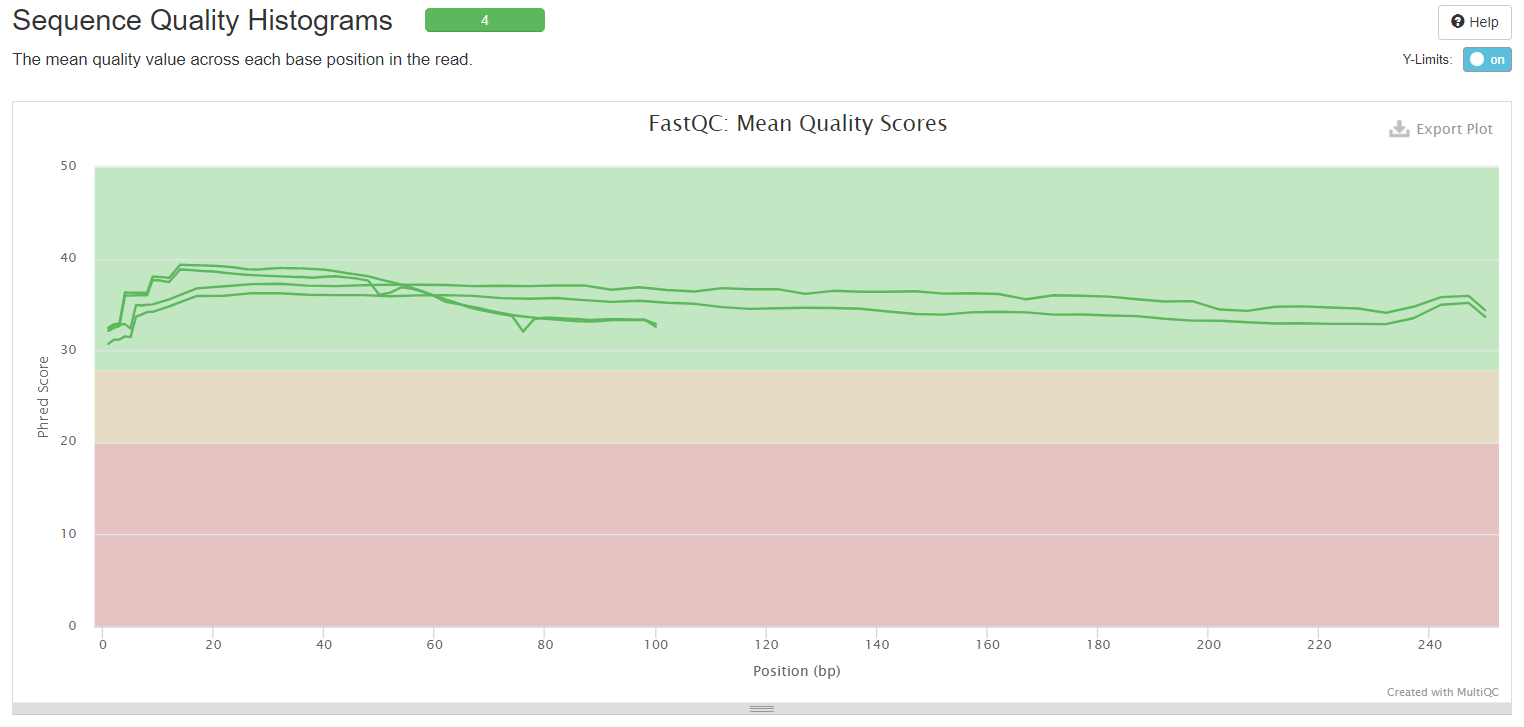 Sequence Quality Histograms
4
Help
The mean quality value across each base position in the read.
Y-Limits:
on
FastQC: Mean Quality Scores
Export Plot
50
40
30
20
10
0
Phred Score
0 20 40 60 80 100 120 140 160 180 200 220 240
Position (bp)
Created with MultiQC